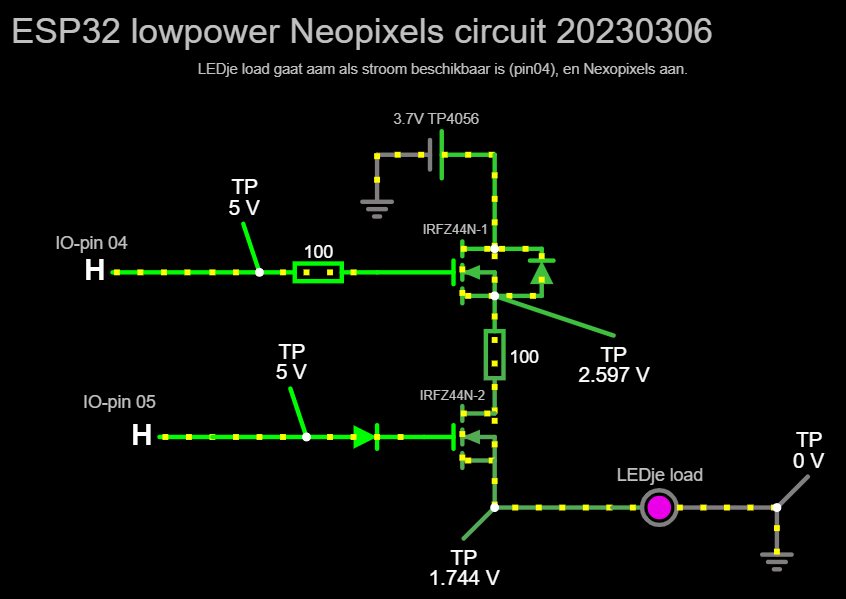 ESP32 lowpower Neopixels circuit 20230306
LEDje load gaat aam als stroom beschikbaar is (pin04), en Nexopixels aan.
3.7V TP4056
TP
5 V
IRFZ44N-1
IO-pin 04
H
100
TP
5 V
100
TP
2.597 V
IRFZ44N-2
IO-pin 05
H
TP
0 V
LEDje load
TP
1.744 V